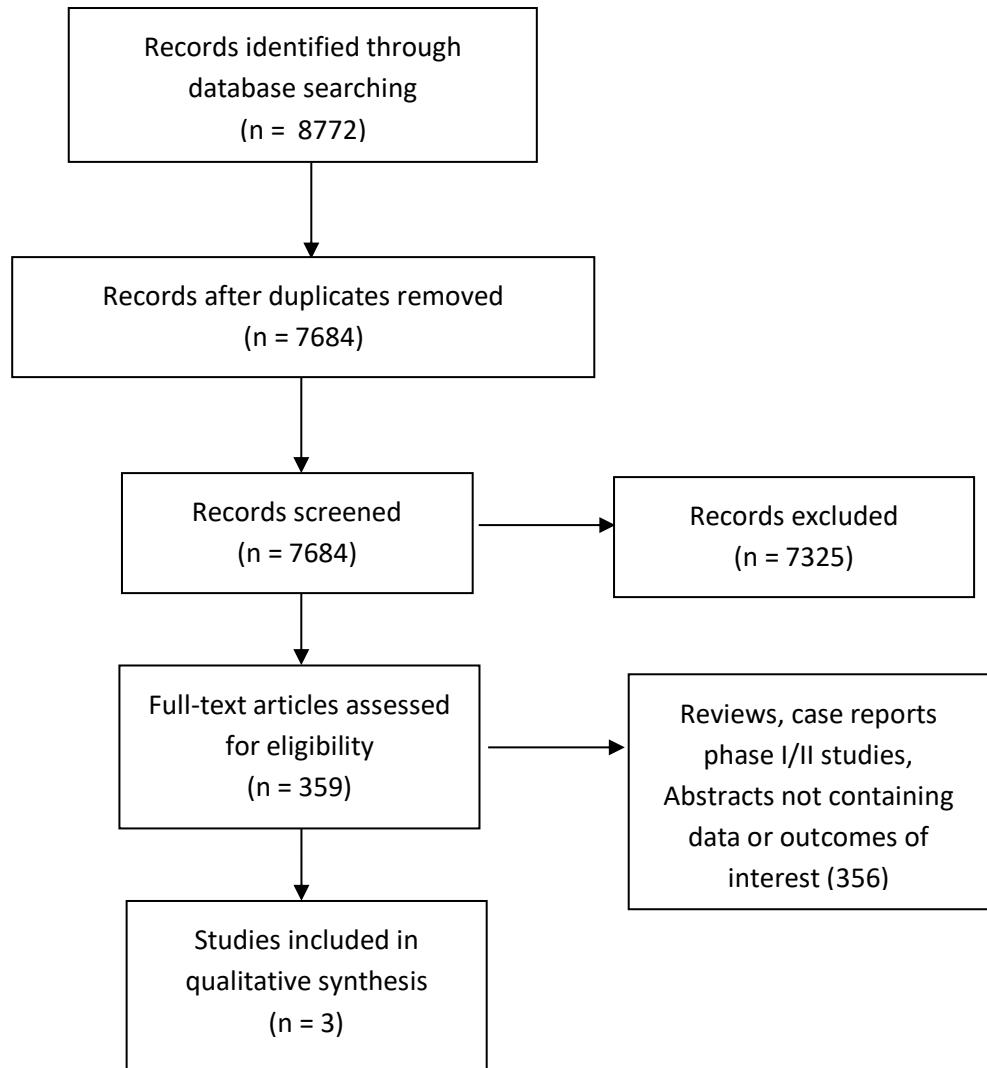 Records identified through
database searching
(n =  8772)
Records after duplicates removed
(n = 7684)
Records screened
(n = 7684)
Records excluded
(n = 7325)
Full-text articles assessed
for eligibility
(n = 359)
Reviews, case reports
phase I/II studies,
Abstracts not containing
data or outcomes of
interest (356)
Studies included in
qualitative synthesis
(n = 3)